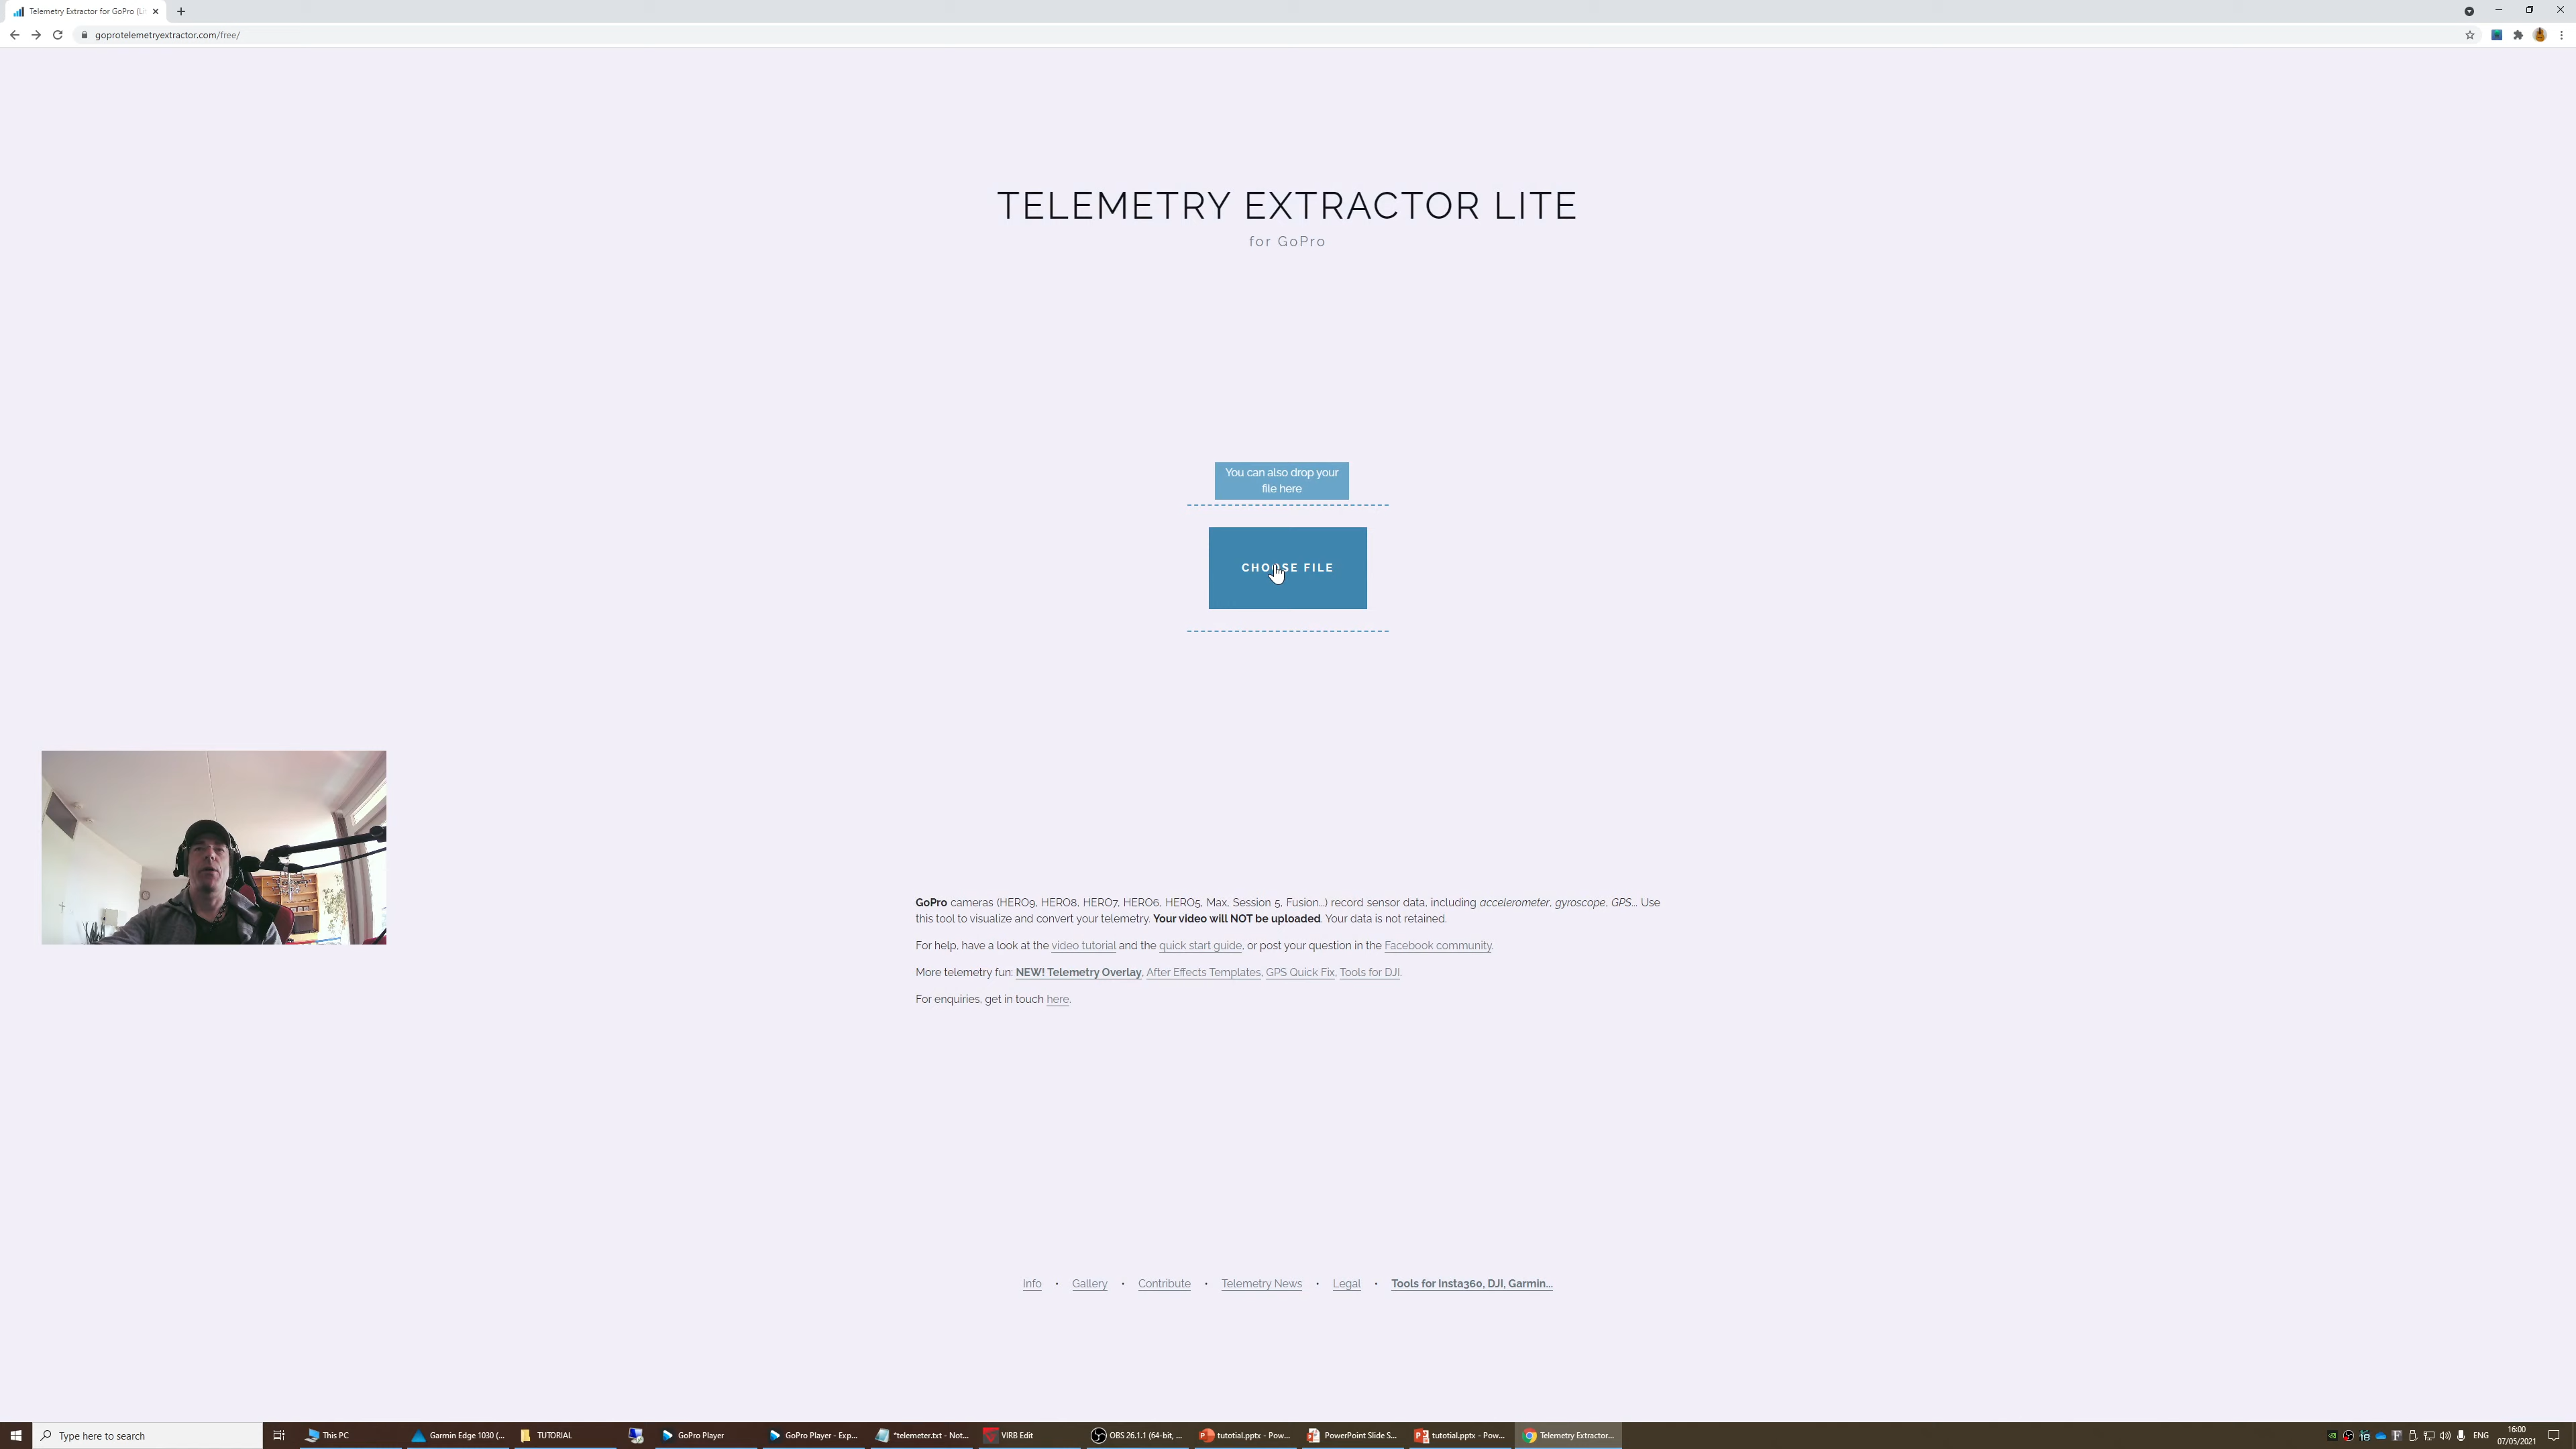 Telemetry Extractor for GoPro (Li
goprotelemetryextractor.com/free/
TELEMETRY EXTRACTOR LITE
for GoPro
You can also drop your
file here
CHOOSE FILE
GoPro cameras (HERO9, HERO8, HERO7, HERO6, HERO5, Max, Session 5, Fusion...) record sensor data, including accelerometer, gyroscope, GPS... Use
this tool to visualize and convert your telemetry. Your video will NOT be uploaded. Your data is not retained.
For help, have a look at the video tutorial and the quick start guide, or post your question in the Facebook community.
More telemetry fun: NEW! Telemetry Overlay, After Effects Templates, GPS Quick Fix, Tools for DJI.
For enquiries, get in touch here.
Info • Gallery • Contribute • Telemetry News • Legal • Tools for Insta360, DJI, Garmin...
Type here to search
This PC
Garmin Edge 1030 (...
TUTORIAL
GoPro Player
GoPro Player - Exp...
*telemeter.txt - Not...
VIRB Edit
OBS 26.1.1 (64-bit, ...
tutotial.pptx - Pow...
PowerPoint Slide S...
tutotial.pptx - Pow...
Telemetry Extractor...
ENG
16:00
07/05/2021